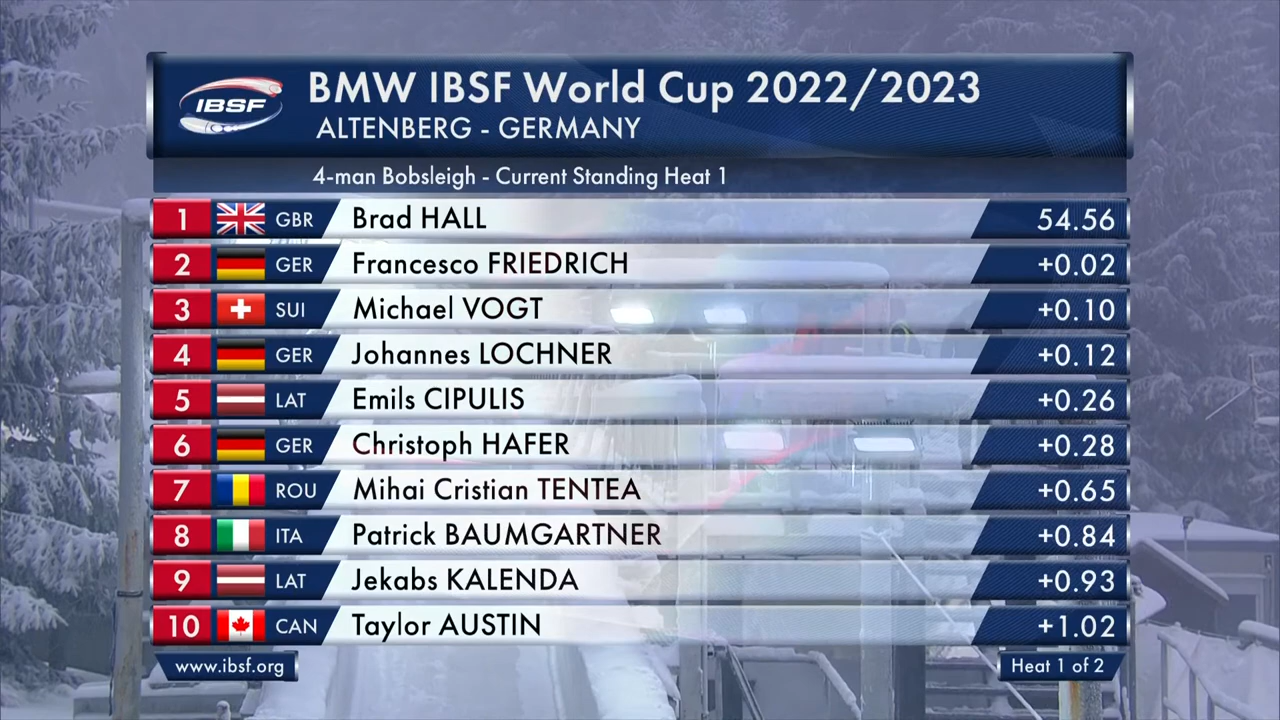 IBSF
BMW IBSF World Cup 2022/2023
ALTENBERG - GERMANY
4-man Bobsleigh - Current Standing Heat 1
1 GBR Brad HALL 54.56
2 GER Francesco FRIEDRICH +0.02
3 SUI Michael VOGT +0.10
4 GER Johannes LOCHNER +0.12
5 LAT Emils CIPULIS +0.26
6 GER Christoph HAFER +0.28
7 ROU Mihai Cristian TENTEA +0.65
8 ITA Patrick BAUMGARTNER +0.84
9 LAT Jekabs KALENDA +0.93
10 CAN Taylor AUSTIN +1.02
www.ibsf.org Heat 1 of 2